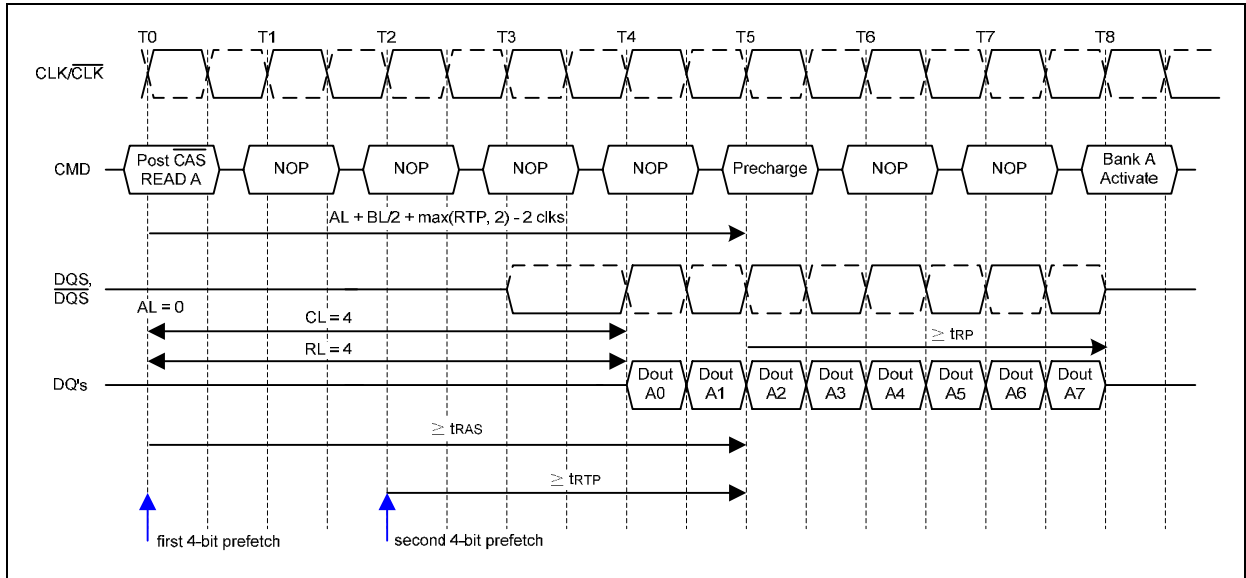 T0 T1 T2 T3 T4 T5 T6 T7 T8
CLK/C̅L̅K̅
CMD
Post C̅A̅S̅
READ A
NOP
NOP
NOP
NOP
Precharge
NOP
NOP
Bank A
Activate
AL + BL/2 + max(RTP, 2) - 2 clks
DQS,
D̅Q̅S̅
AL = 0
CL = 4
≥ tRP
RL = 4
DQ's
Dout
A0
Dout
A1
Dout
A2
Dout
A3
Dout
A4
Dout
A5
Dout
A6
Dout
A7
≥ tRAS
≥ tRTP
first 4-bit prefetch
second 4-bit prefetch